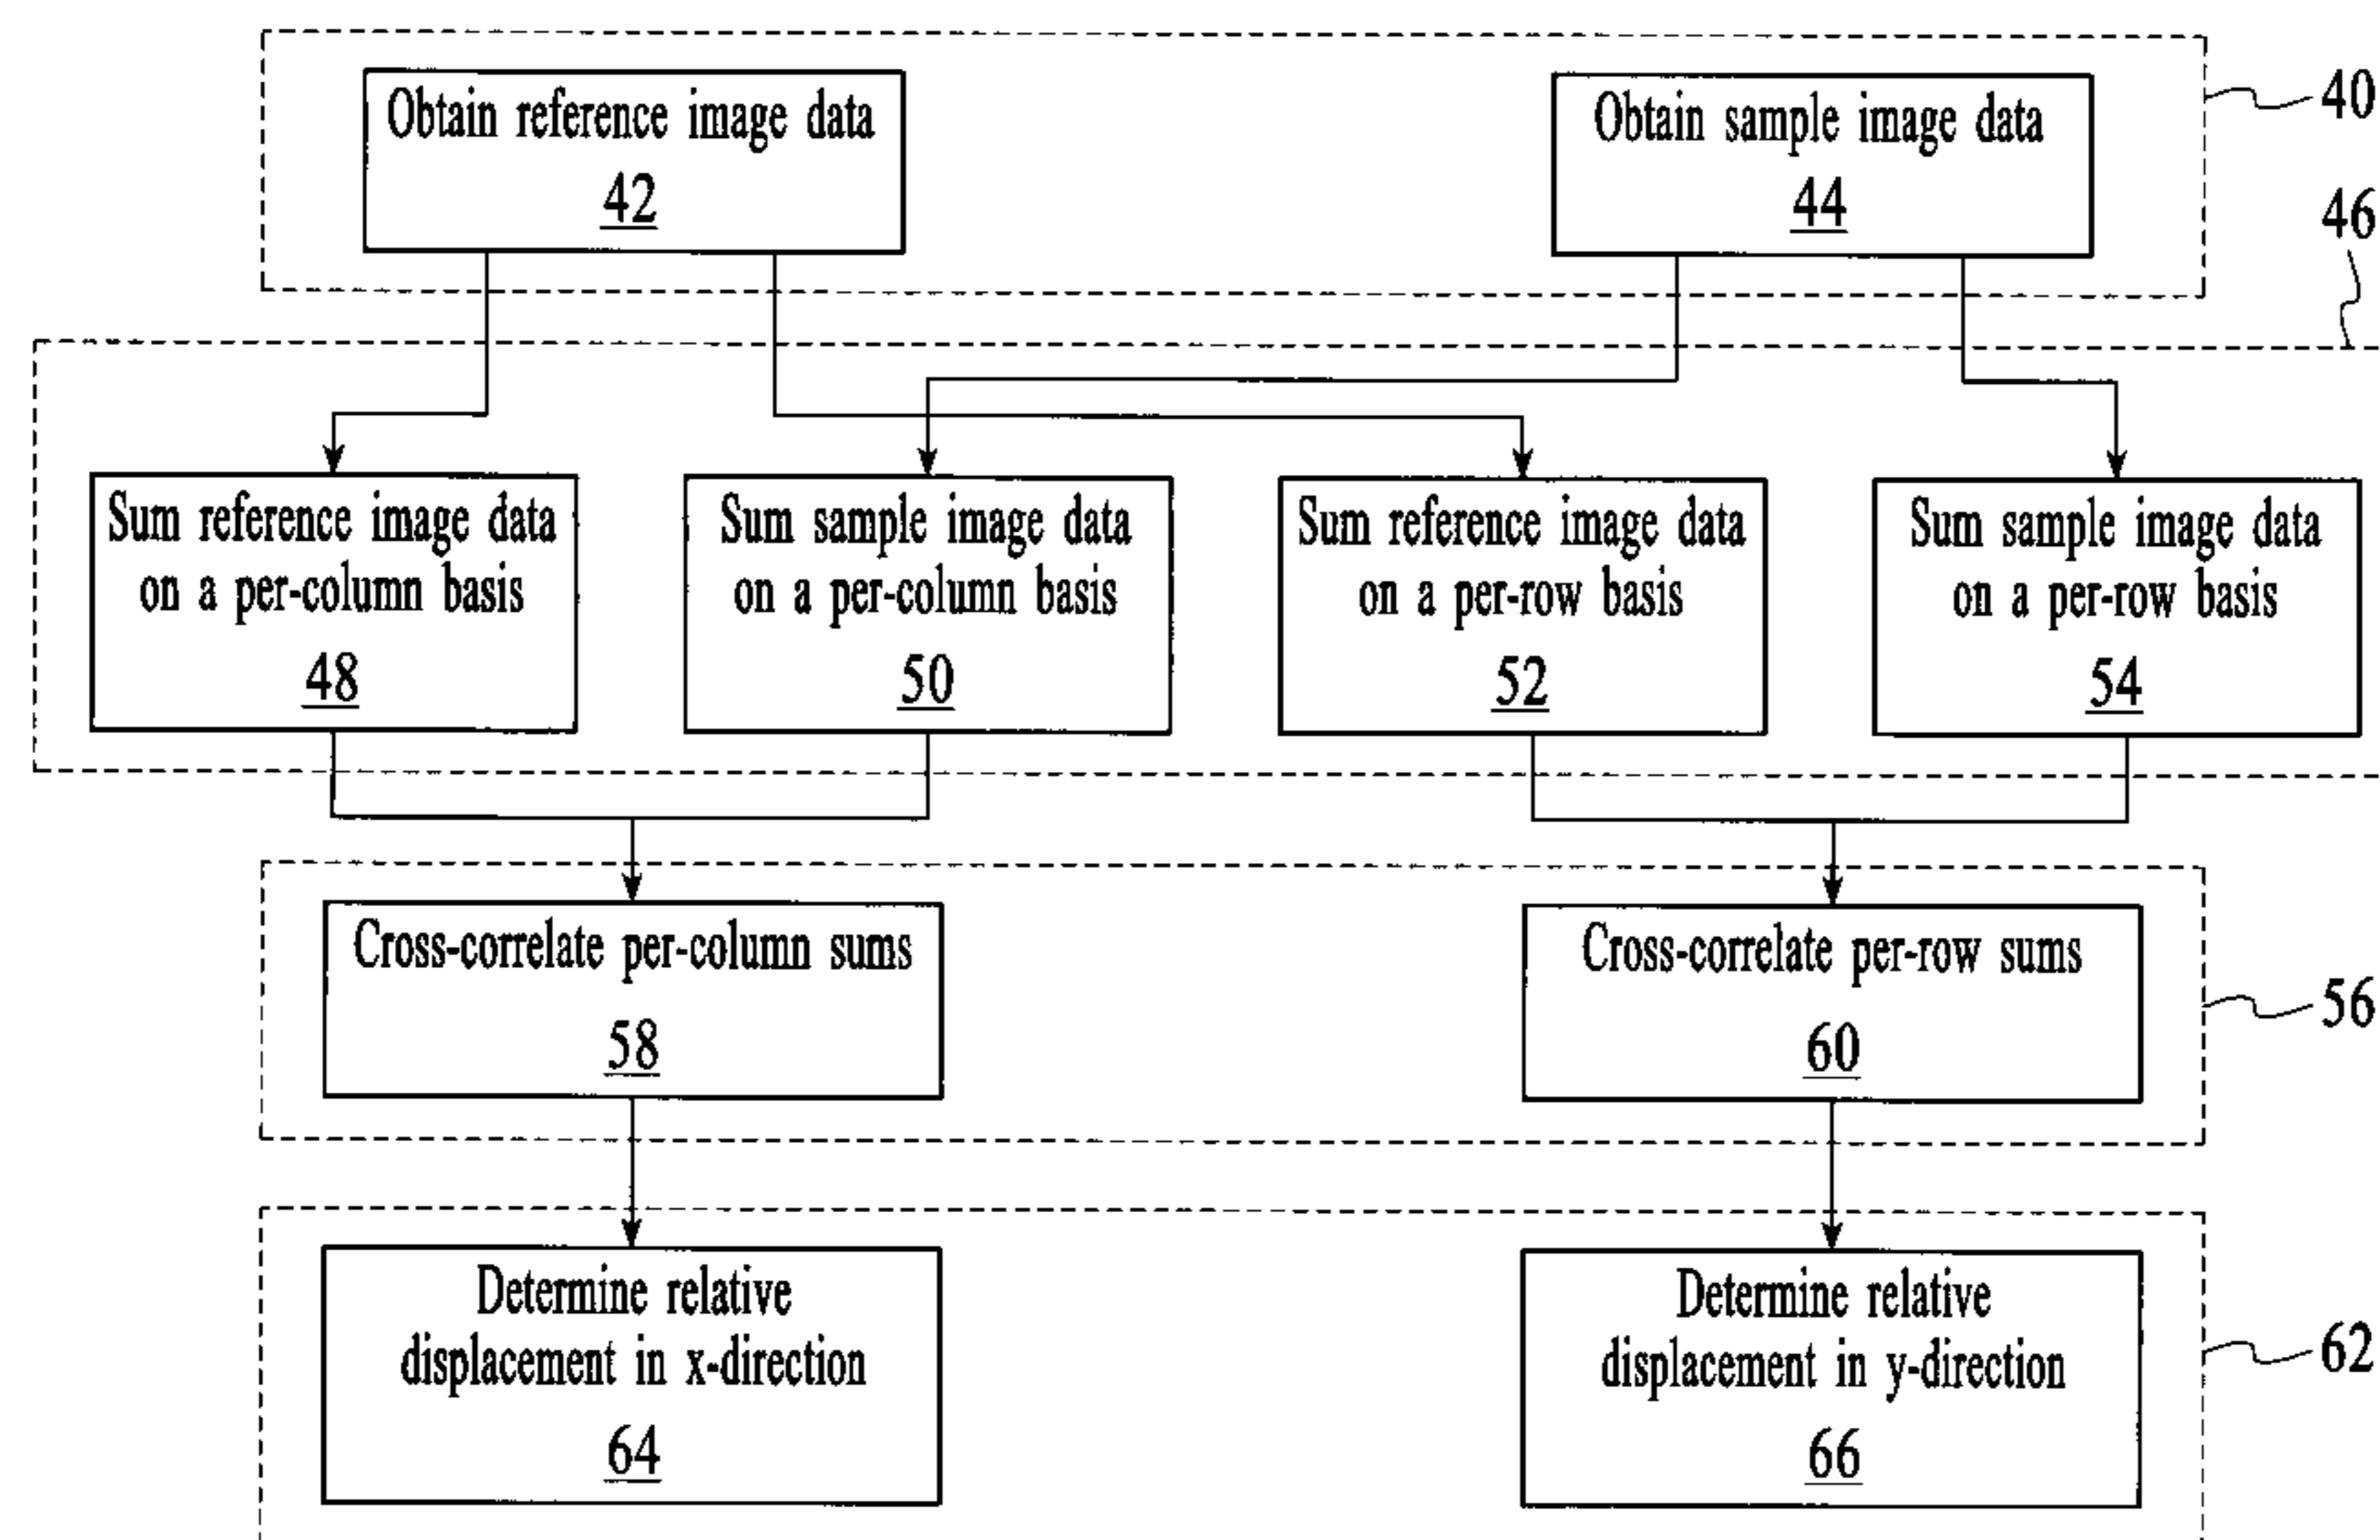 Obtain reference image data
42
Obtain sample image data
44
40
46
Sum reference image data
on a per-column basis
48
Sum sample image data
on a per-column basis
50
Sum reference image data
on a per-row basis
52
Sum sample image data
on a per-row basis
54
Cross-correlate per-column sums
58
Cross-correlate per-row sums
60
56
Determine relative
displacement in x-direction
64
Determine relative
displacement in y-direction
66
62